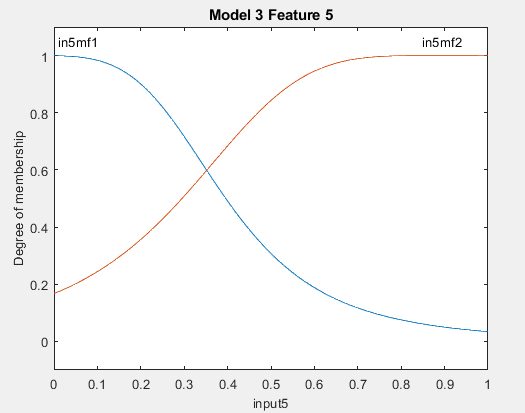 Model 3 Feature 5
in5mf1
in5mf2
1
0.8
0.6
0.4
0.2
0
Degree of membership
0 0.1 0.2 0.3 0.4 0.5 0.6 0.7 0.8 0.9 1
input5